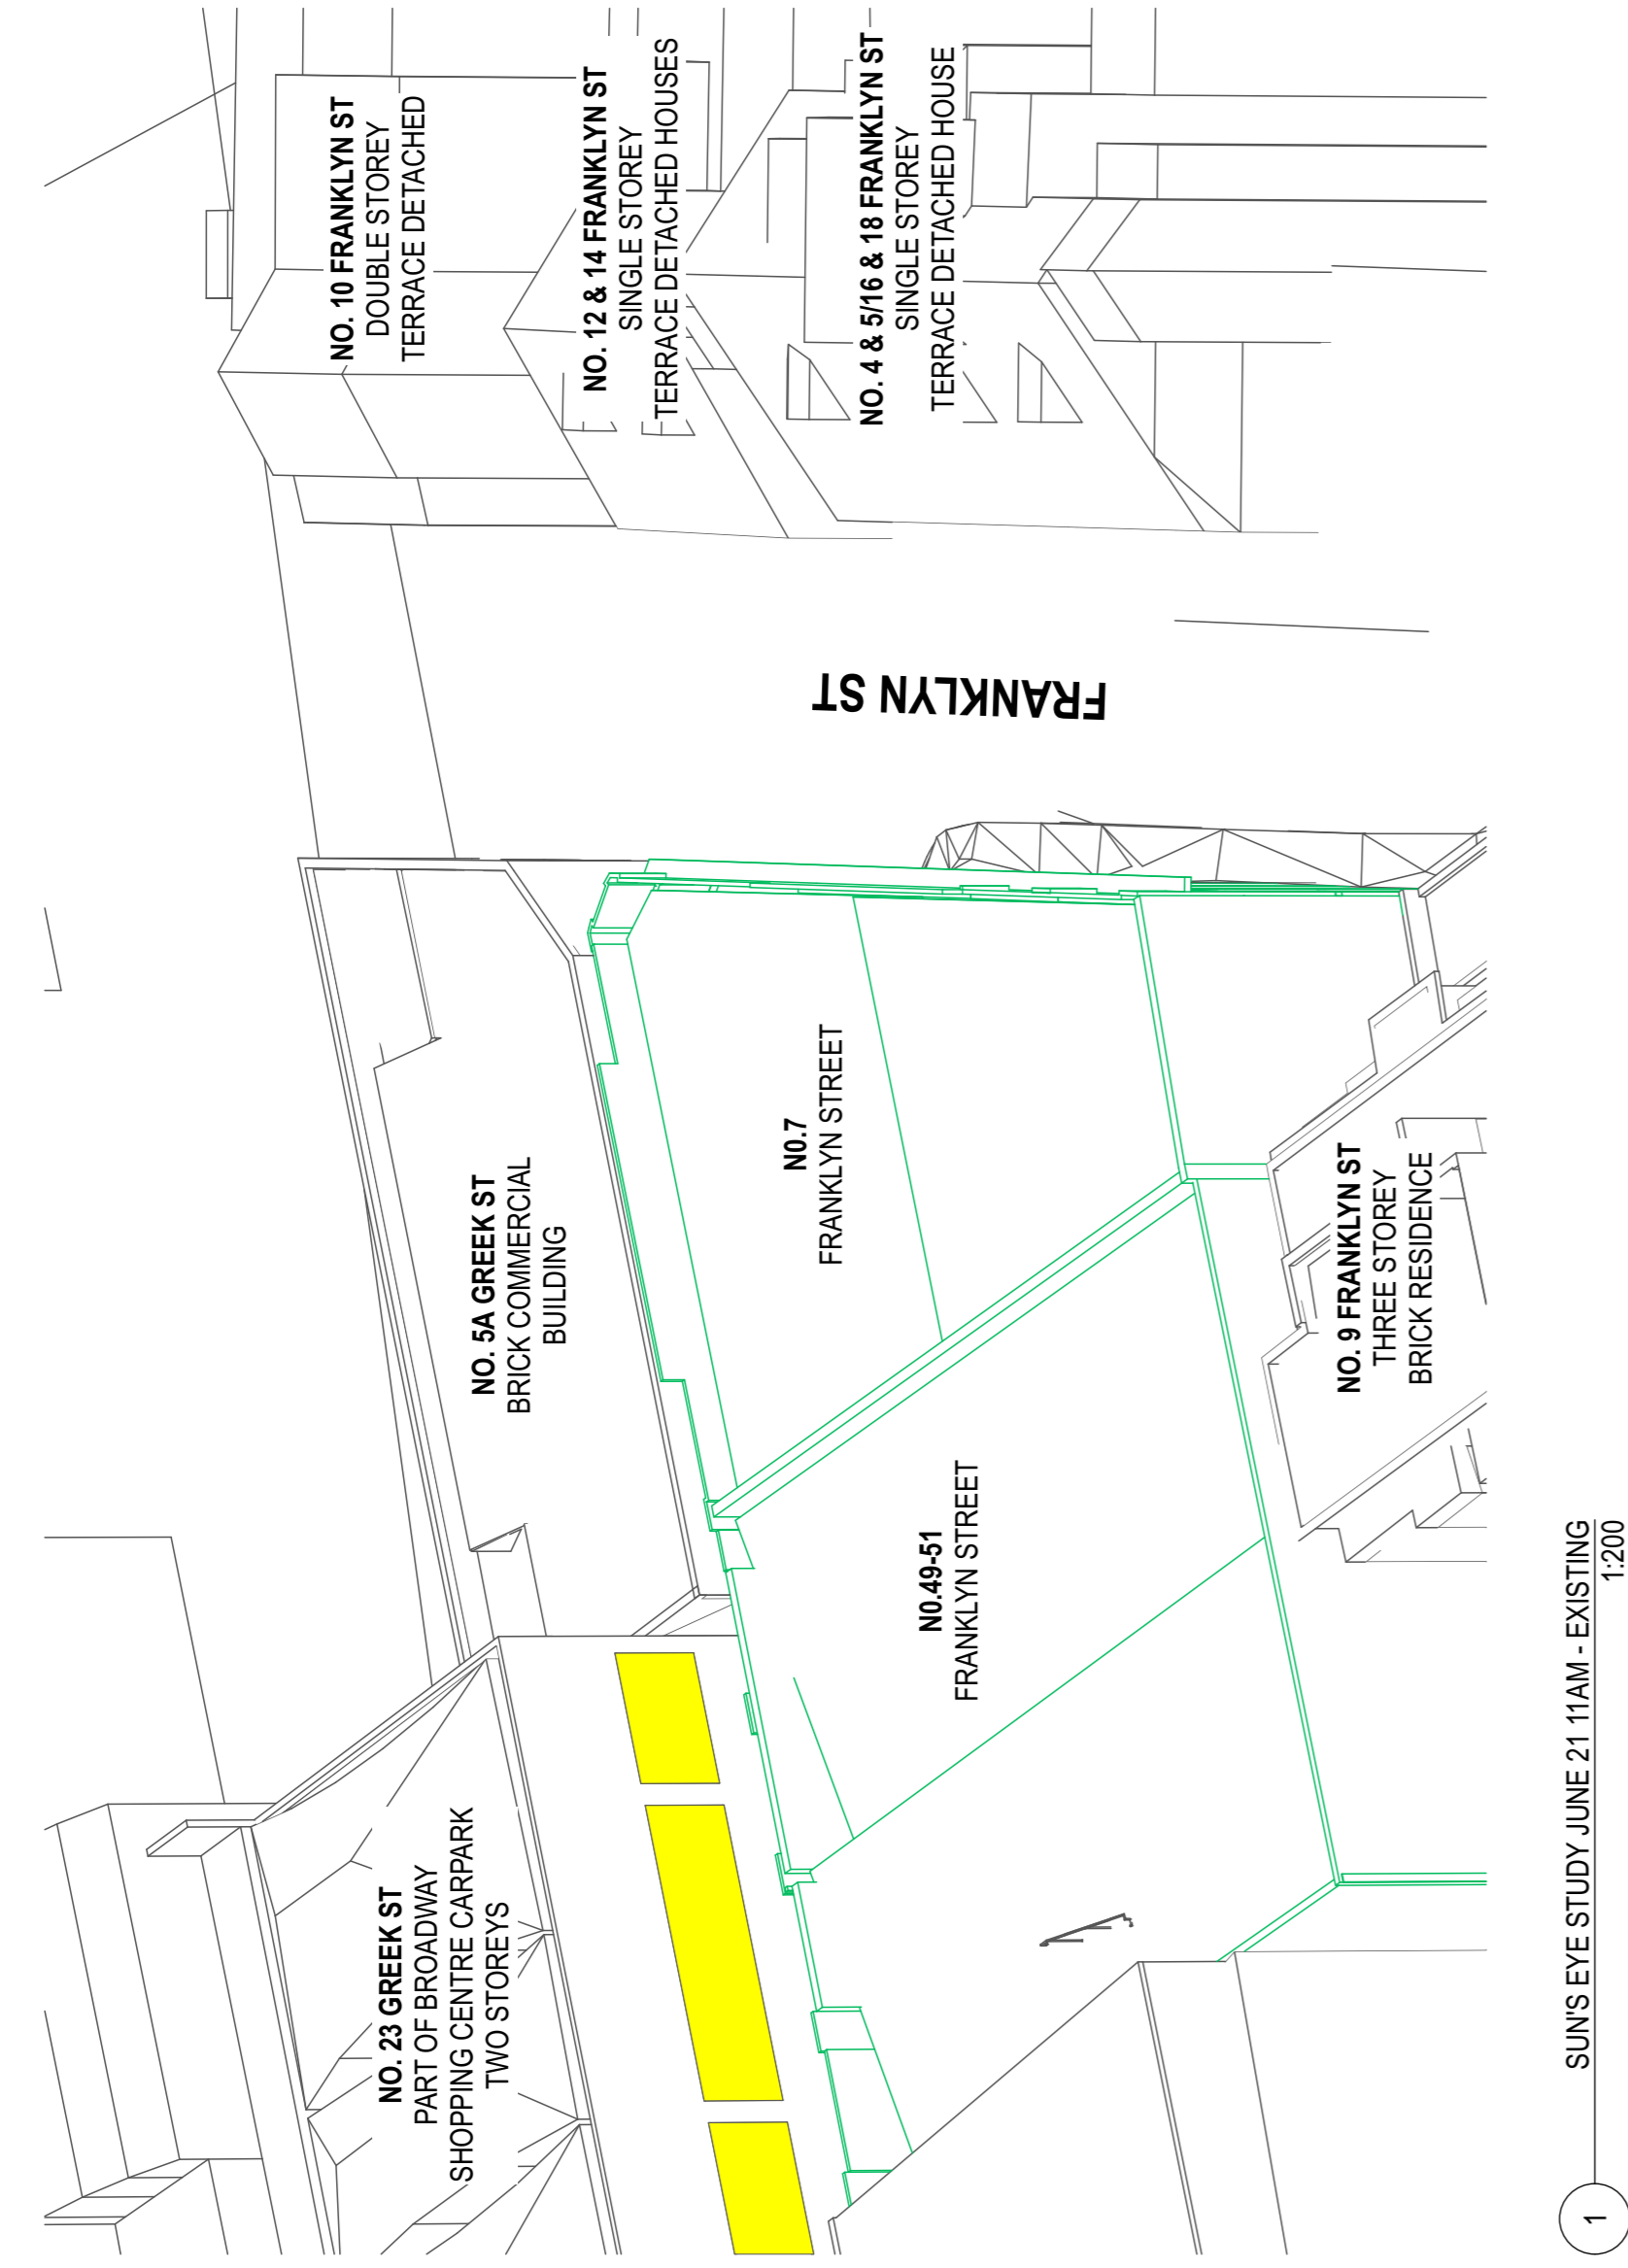 NO. 10 FRANKLYN ST
DOUBLE STOREY
TERRACE DETACHED
NO. 12 & 14 FRANKLYN ST
SINGLE STOREY
TERRACE DETACHED HOUSES
NO. 4 & 5/16 & 18 FRANKLYN ST
SINGLE STOREY
TERRACE DETACHED HOUSE
FRANKLYN ST
NO. 5A GREEK ST
BRICK COMMERCIAL
BUILDING
N0.7
FRANKLYN STREET
NO. 9 FRANKLYN ST
THREE STOREY
BRICK RESIDENCE
N0.49-51
FRANKLYN STREET
NO. 23 GREEK ST
PART OF BROADWAY
SHOPPING CENTRE CARPARK
TWO STOREYS
1
SUN'S EYE STUDY JUNE 21 11AM - EXISTING
1:200